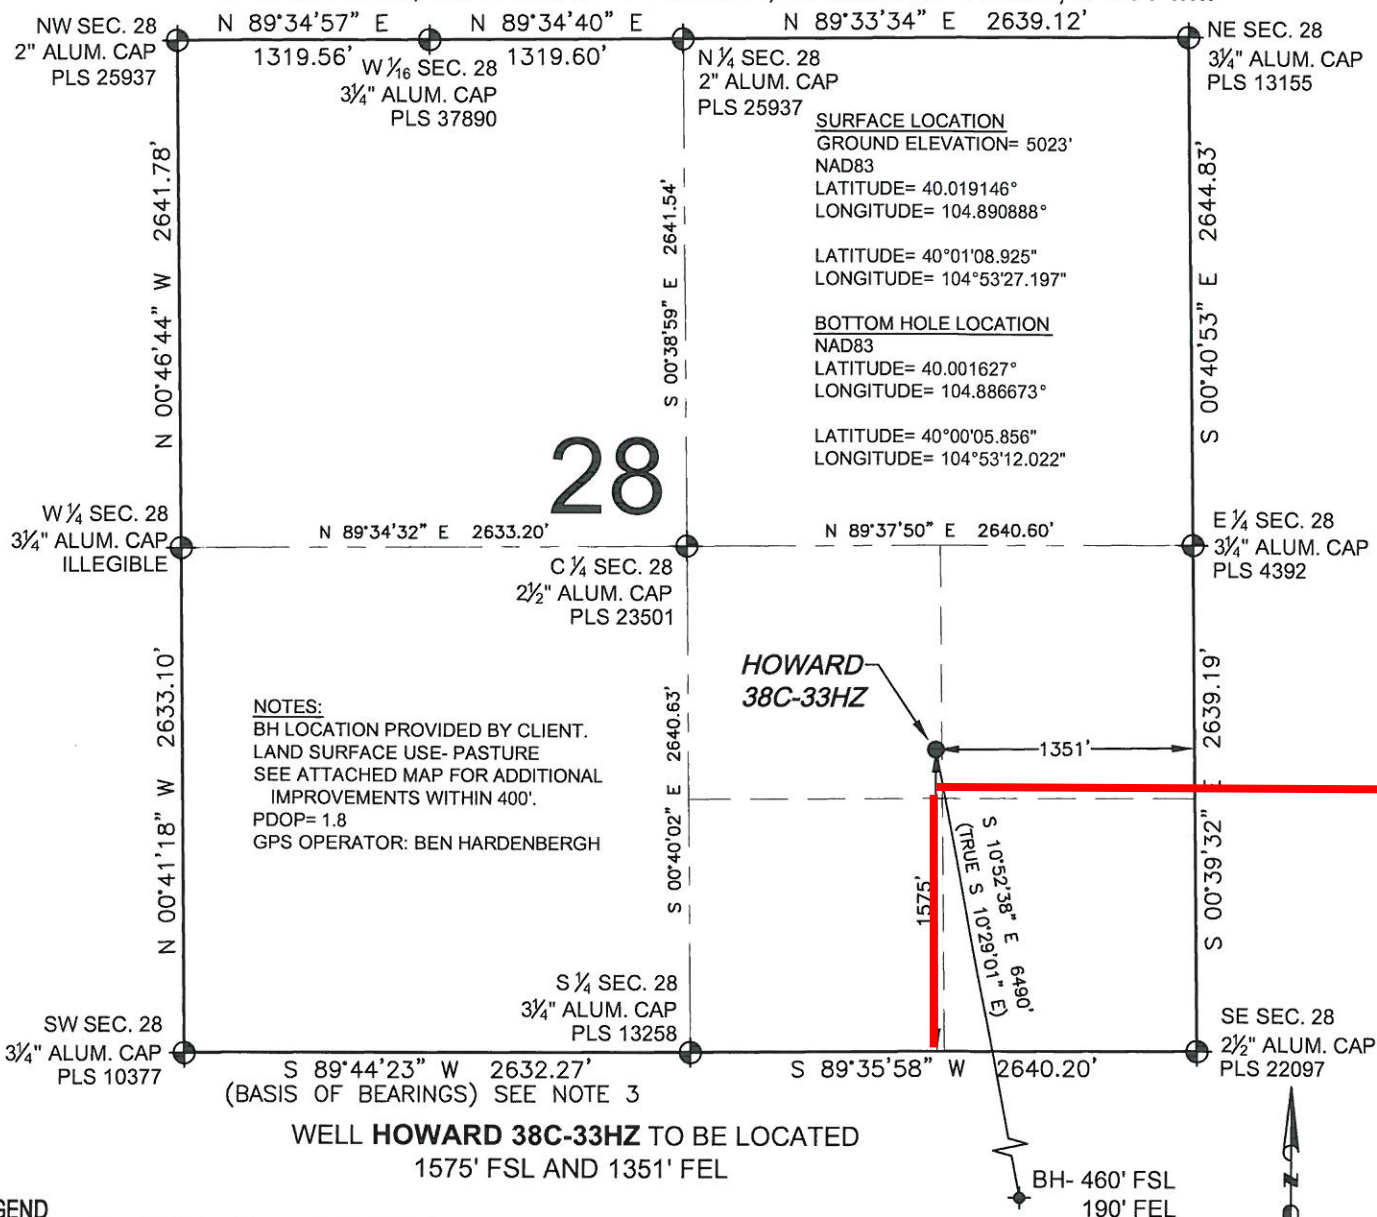 N 89°34'57" E
N 89°34'40" E
N 89°33'34" E 2639.12'
NW SEC. 28
2" ALUM. CAP
PLS 25937
1319.56'
W 1⁄16 SEC. 28
3¼" ALUM. CAP
PLS 37890
1319.60'
N ¼ SEC. 28
2" ALUM. CAP
PLS 25937
NE SEC. 28
3¼" ALUM. CAP
PLS 13155
SURFACE LOCATION
GROUND ELEVATION= 5023'
NAD83
LATITUDE= 40.019146°
LONGITUDE= 104.890888°
LATITUDE= 40°01'08.925"
LONGITUDE= 104°53'27.197"
BOTTOM HOLE LOCATION
NAD83
LATITUDE= 40.001627°
LONGITUDE= 104.886673°
LATITUDE= 40°00'05.856"
LONGITUDE= 104°53'12.022"
N 00°46'44" W 2641.78'
S 00°38'59" E 2641.54'
S 00°40'53" E 2644.83'
28
W ¼ SEC. 28
3¼" ALUM. CAP
ILLEGIBLE
N 89°34'32" E 2633.20'
N 89°37'50" E 2640.60'
C ¼ SEC. 28
2½" ALUM. CAP
PLS 23501
E ¼ SEC. 28
3¼" ALUM. CAP
PLS 4392
HOWARD
38C-33HZ
1351'
NOTES:
BH LOCATION PROVIDED BY CLIENT.
LAND SURFACE USE- PASTURE
SEE ATTACHED MAP FOR ADDITIONAL
IMPROVEMENTS WITHIN 400'.
PDOP= 1.8
GPS OPERATOR: BEN HARDENBERGH
N 00°41'18" W 2633.10'
S 00°40'02" E 2640.63'
1575'
S 10°52'38" E 6490'
(TRUE S 10°29'01" E)
S 00°39'32" E 2639.19'
SW SEC. 28
3¼" ALUM. CAP
PLS 10377
S ¼ SEC. 28
3¼" ALUM. CAP
PLS 13258
SE SEC. 28
2½" ALUM. CAP
PLS 22097
S 89°44'23" W 2632.27'
(BASIS OF BEARINGS) SEE NOTE 3
S 89°35'58" W 2640.20'
WELL HOWARD 38C-33HZ TO BE LOCATED
1575' FSL AND 1351' FEL
BH- 460' FSL
190' FEL